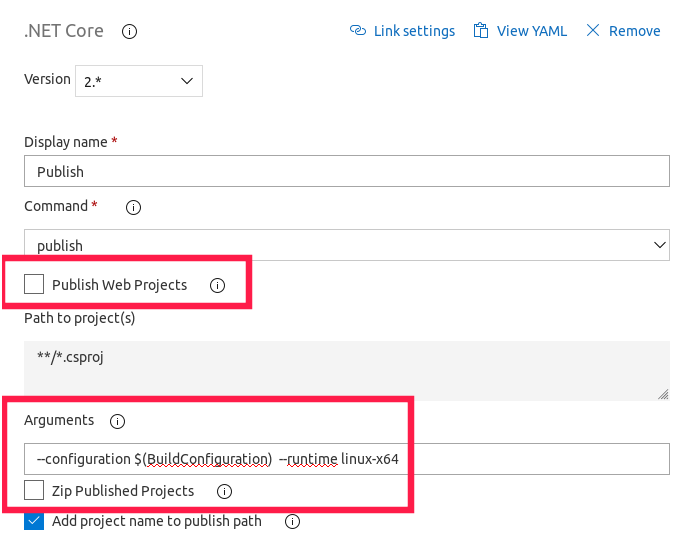 .NET Core Link settings View YAML Remove
Version 2.*
Display name *
Publish
Command *
publish
Publish Web Projects
Path to project(s)
**/*.csproj
Arguments
--configuration $(BuildConfiguration) --runtime linux-x64
Zip Published Projects
Add project name to publish path